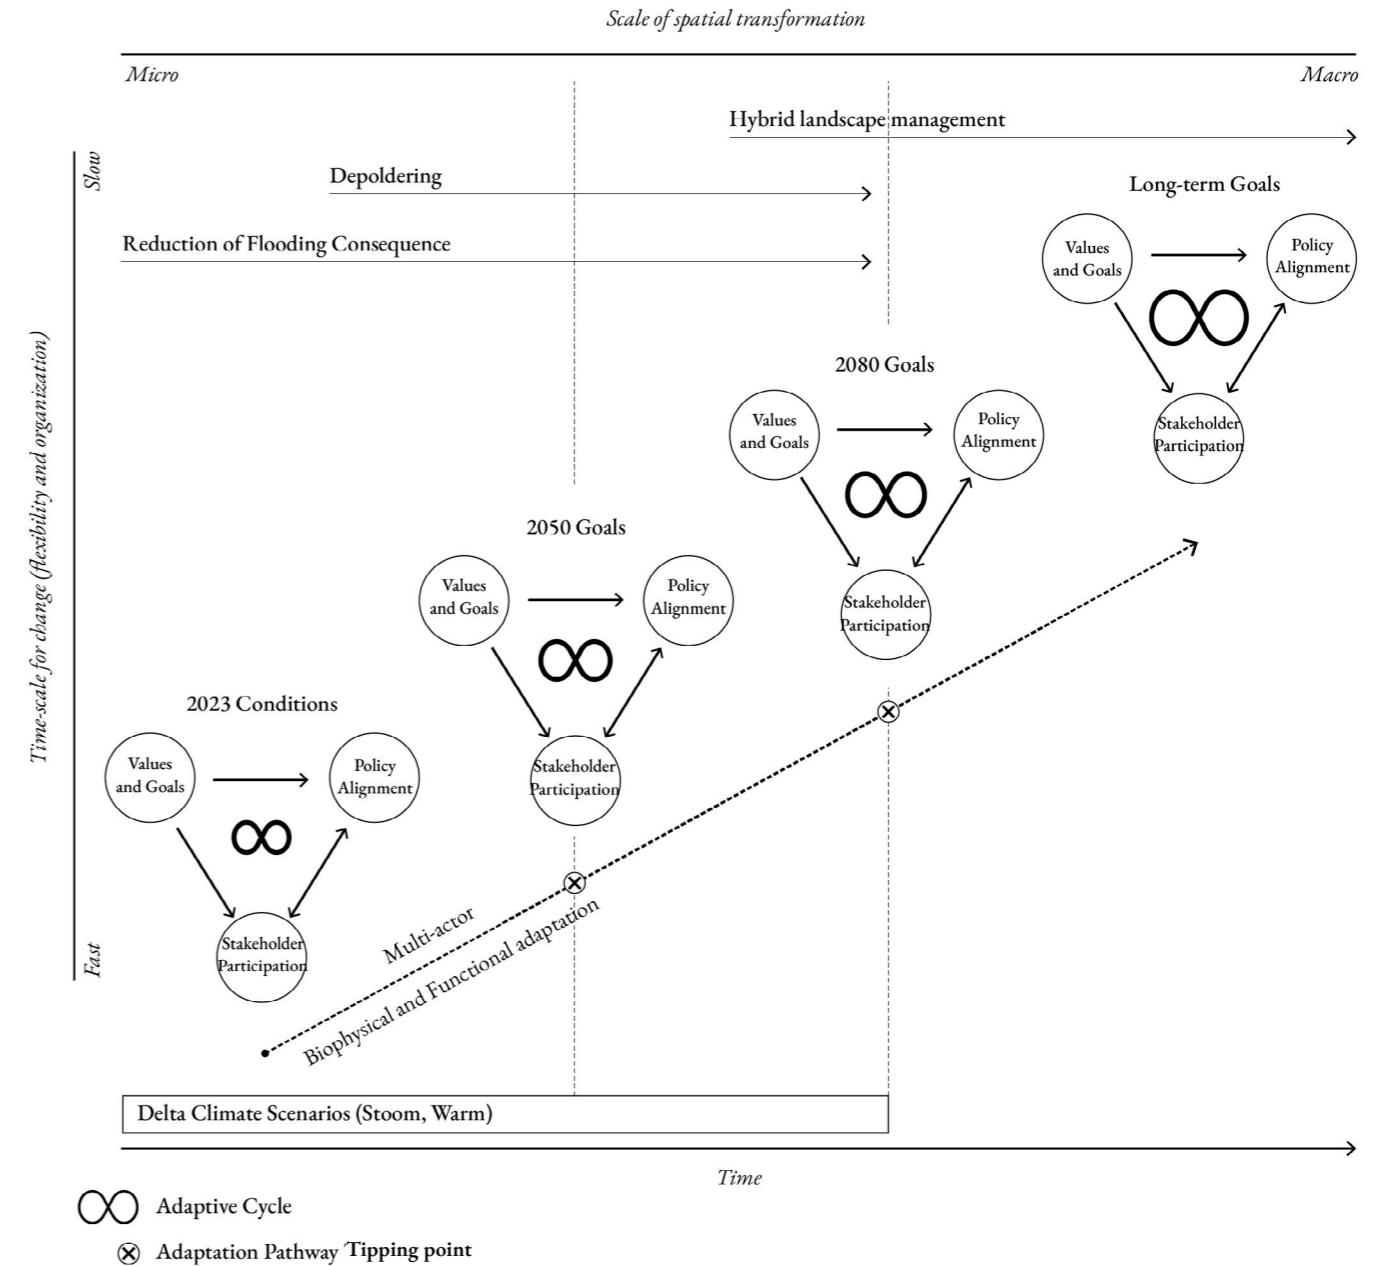 Scale of spatial transformation
Micro
Macro
Hybrid landscape management
Slow
Depoldering
Long-term Goals
Reduction of Flooding Consequence
Values
and Goals
Policy
Alignment
Stakeholder
Participation
Time-scale for change (flexibility and organization)
2080 Goals
Values
and Goals
Policy
Alignment
Stakeholder
Participation
2050 Goals
Values
and Goals
Policy
Alignment
Stakeholder
Participation
2023 Conditions
Values
and Goals
Policy
Alignment
Stakeholder
Participation
Fast
Multi-actor
Biophysical and Functional adaptation
Delta Climate Scenarios (Stoom, Warm)
Time
Adaptive Cycle
Adaptation Pathway Tipping point